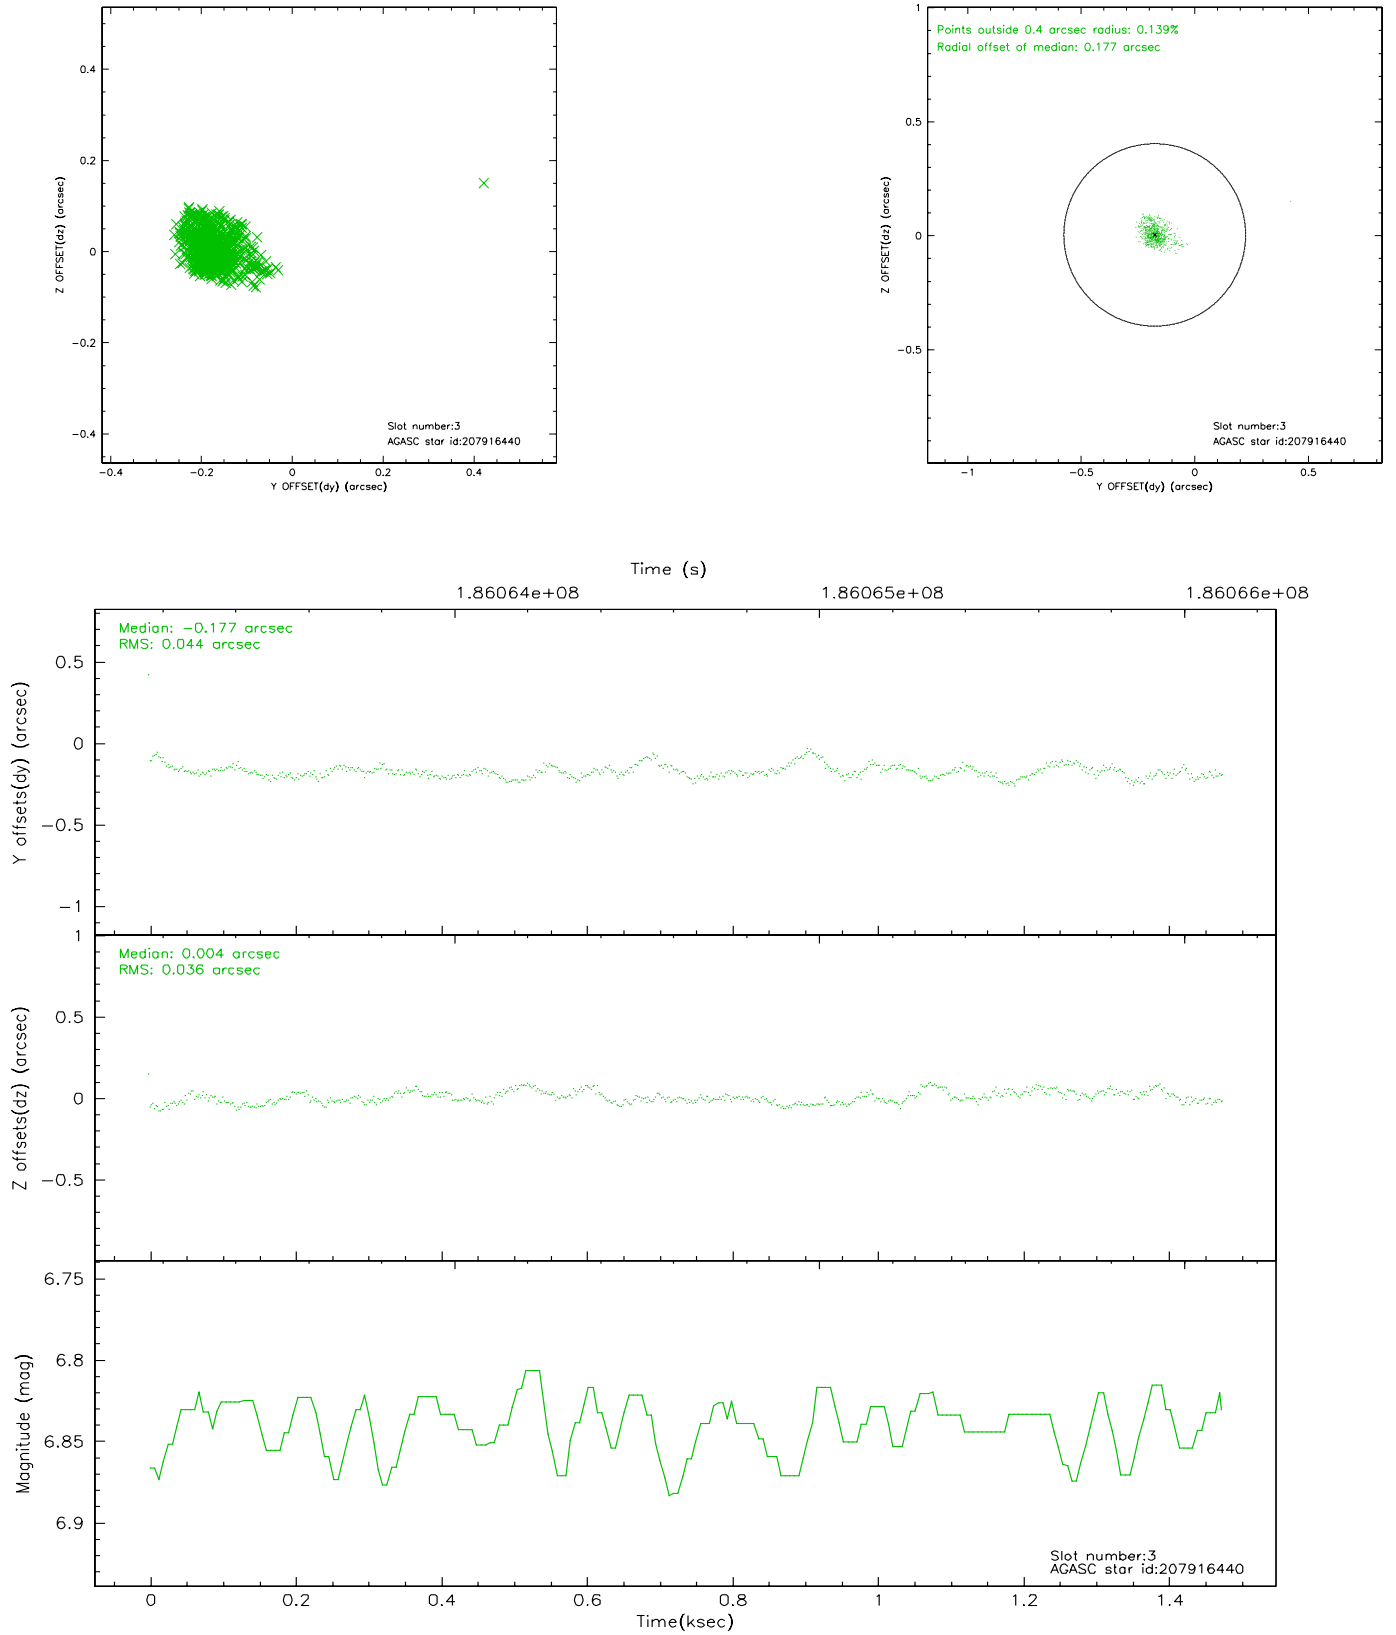 0.4
0.2
0
−0.2
−0.4
Z OFFSET(dz) (arcsec)
Slot number:3
AGASC star id:207916440
−0.4 −0.2 0 0.2 0.4
Y OFFSET(dy) (arcsec)
1
0.5
0
−0.5
Z OFFSET(dz) (arcsec)
Points outside 0.4 arcsec radius: 0.139%
Radial offset of median: 0.177 arcsec
Slot number:3
AGASC star id:207916440
−1 −0.5 0 0.5
Y OFFSET(dy) (arcsec)
Time (s)
1.86064e+08 1.86065e+08 1.86066e+08
Median: −0.177 arcsec
RMS: 0.044 arcsec
0.5
0
−0.5
−1
Y offsets(dy) (arcsec)
Median: 0.004 arcsec
RMS: 0.036 arcsec
1
0.5
0
−0.5
Z offsets(dz) (arcsec)
6.75
6.8
6.85
6.9
Magnitude (mag)
Slot number:3
AGASC star id:207916440
0 0.2 0.4 0.6 0.8 1 1.2 1.4
Time(ksec)